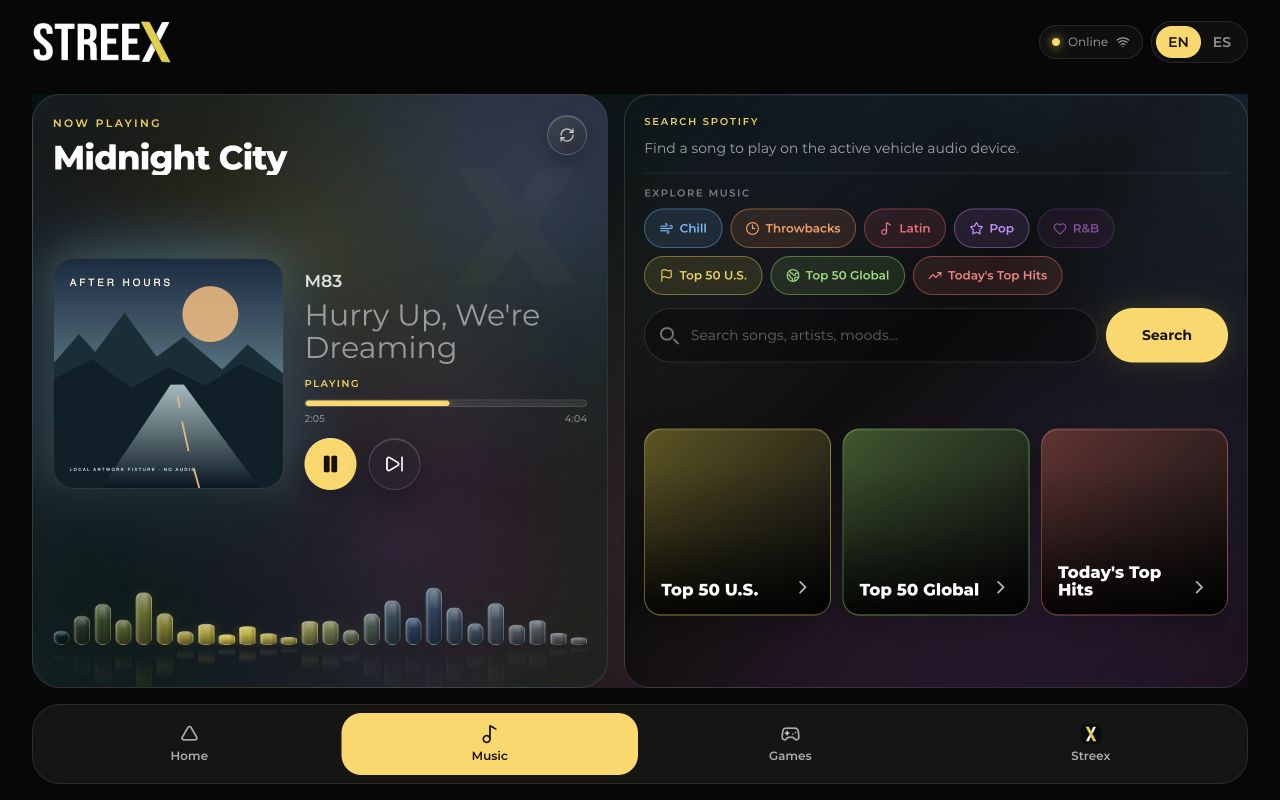 STREEX
Online
EN
ES
NOW PLAYING
Midnight City
AFTER HOURS
LOCAL ARTWORK FIXTURE · NO AUDIO
M83
Hurry Up, We're
Dreaming
PLAYING
2:05
4:04
SEARCH SPOTIFY
Find a song to play on the active vehicle audio device.
EXPLORE MUSIC
Chill
Throwbacks
Latin
Pop
R&B
Top 50 U.S.
Top 50 Global
Today's Top Hits
Search songs, artists, moods...
Search
Top 50 U.S.
Top 50 Global
Today's Top
Hits
Home
Music
Games
X
Streex